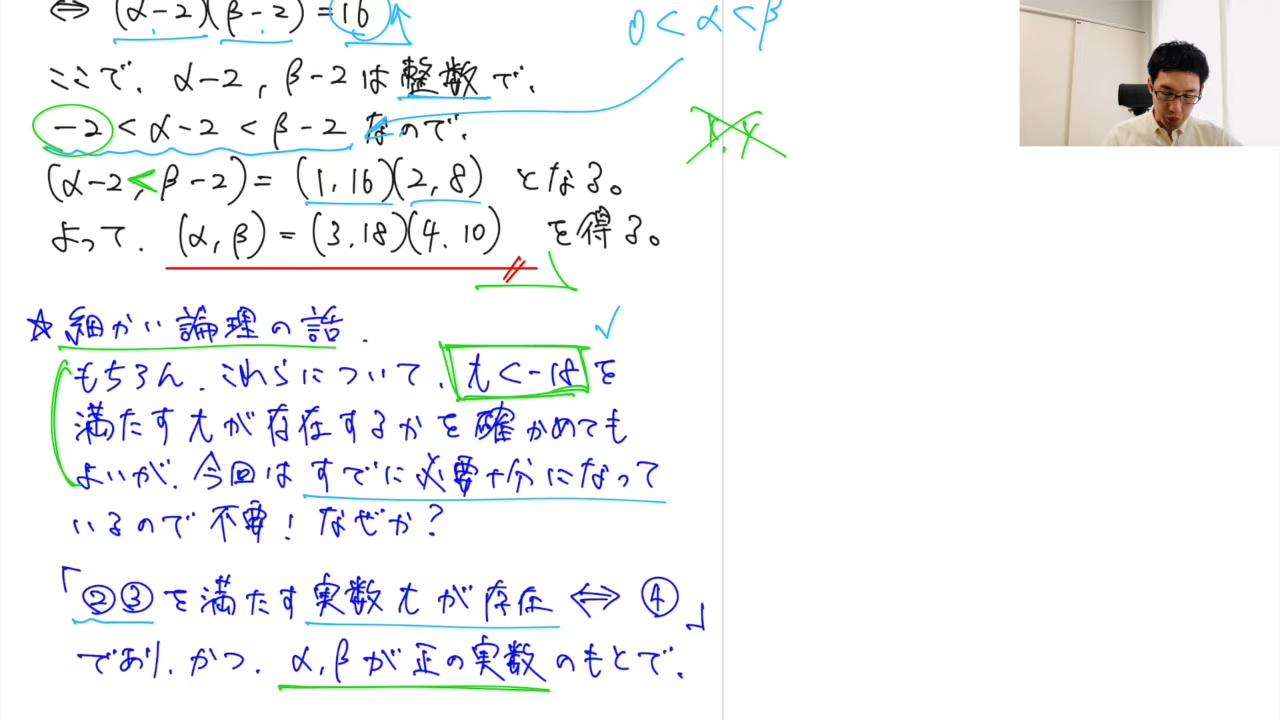 ⇔ (α-2)(β-2)=16
0<α<β
ここで、α-2, β-2は整数で、
-2<α-2<β-2 なので、
(α-2, <β-2)=(1,16)(2,8) となる。
よって、(α,β)=(3,18)(4,10) を得る。
☆細かい論理の話.
もちろん、これらについて、t<-18を
満たすtが存在するかを確かめても
よいが、今回はすでに必要十分になって
いるので不要! なぜか?
「②③を満たす実数tが存在⇔④」
であり、かつ、α,βが正の実数のもとで、